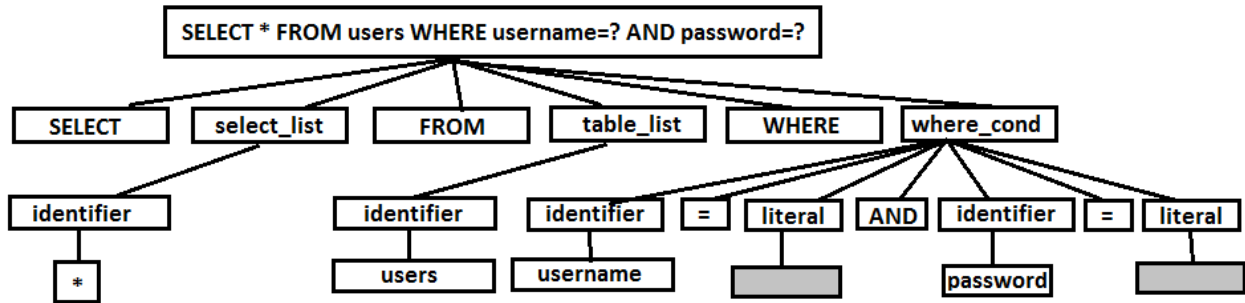 SELECT * FROM users WHERE username=? AND password=?
SELECT select_list FROM table_list WHERE where_cond
identifier identifier identifier = literal AND identifier = literal
* users username password